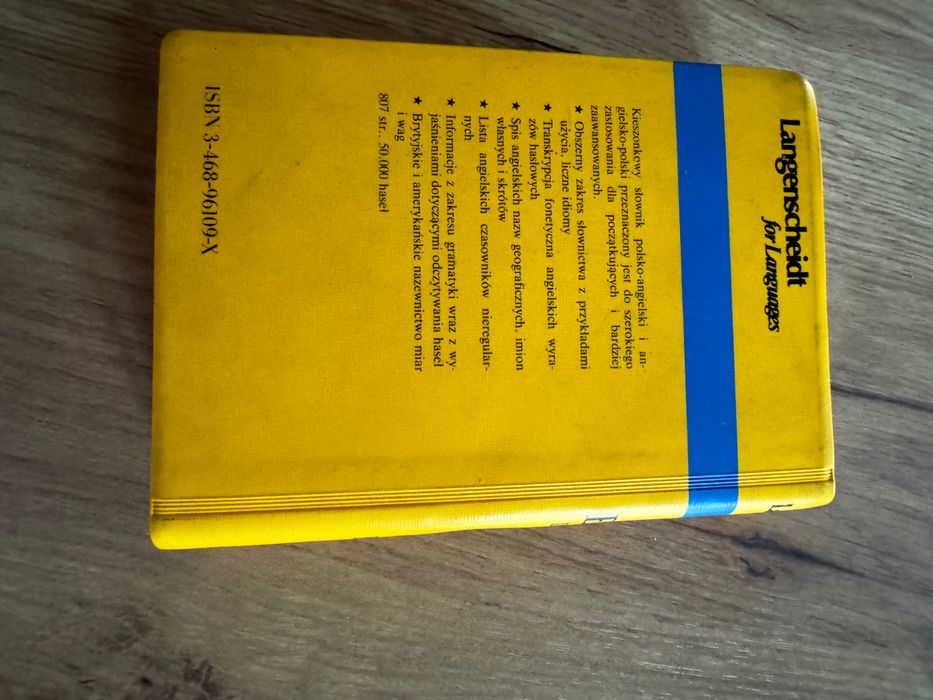 Langenscheidt
for Languages
Kieszonkowy słownik polsko-angielski i an-
gielsko-polski przeznaczony jest do szerokiego
zastosowania dla początkujących i bardziej
zaawansowanych.
★ Obszerny zakres słownictwa z przykładami
użycia, liczne idiomy
★ Transkrypcja fonetyczna angielskich wyra-
zów hasłowych
★ Spis angielskich nazw geograficznych, imion
własnych i skrótów
★ Lista angielskich czasowników nieregular-
nych
★ Informacje z zakresu gramatyki wraz z wy-
jaśnieniami dotyczącymi odczytywania haseł
★ Brytyjskie i amerykańskie nazewnictwo miar
i wag
807 str., 50.000 haseł
ISBN 3-468-96109-X